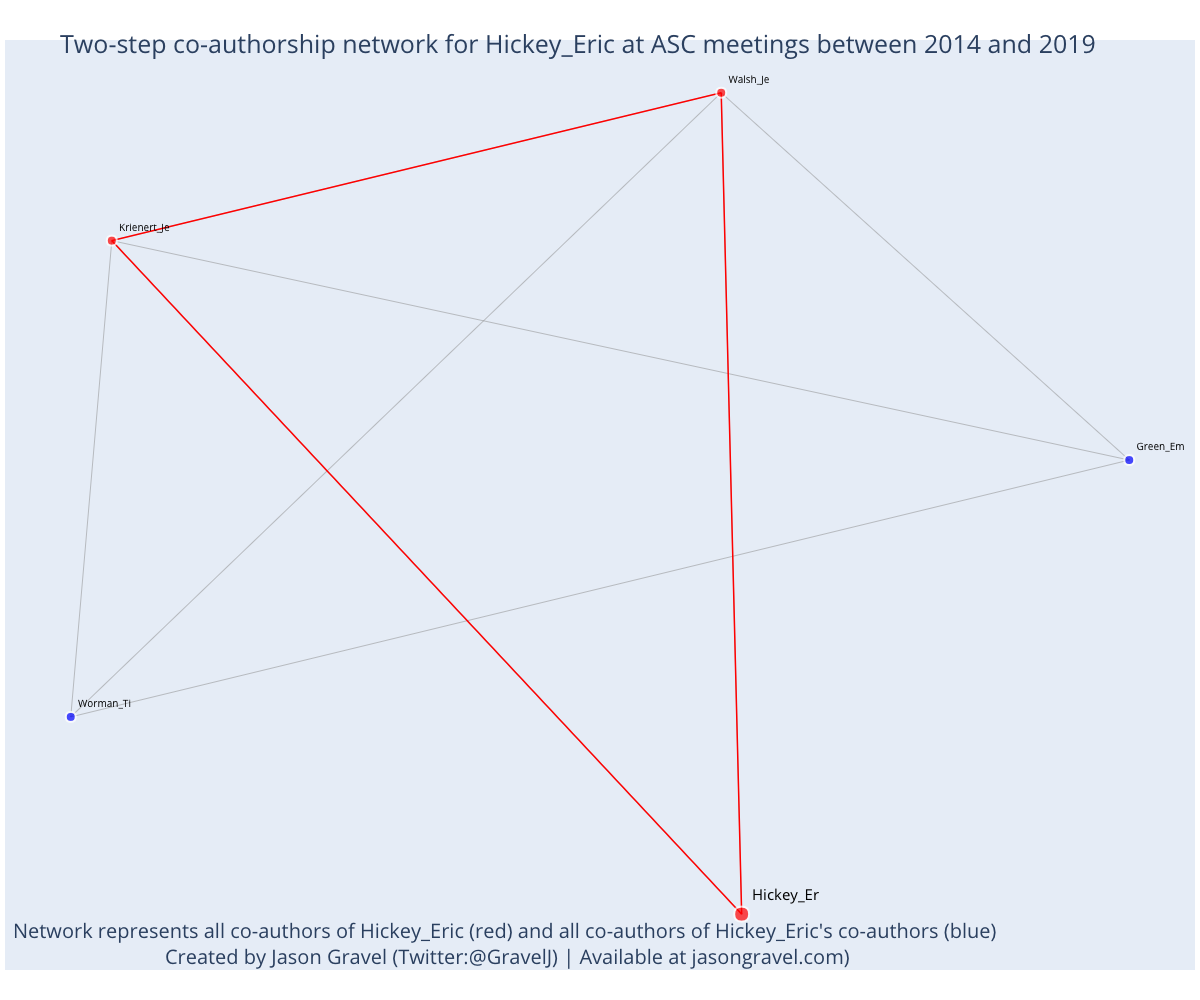 Two-step co-authorship network for Hickey_Eric at ASC meetings between 2014 and 2019
Walsh_Je
Krienert_Je
Green_Em
Worman_Ti
Hickey_Er
Network represents all co-authors of Hickey_Eric (red) and all co-authors of Hickey_Eric's co-authors (blue)
Created by Jason Gravel (Twitter:@GravelJ) | Available at jasongravel.com)